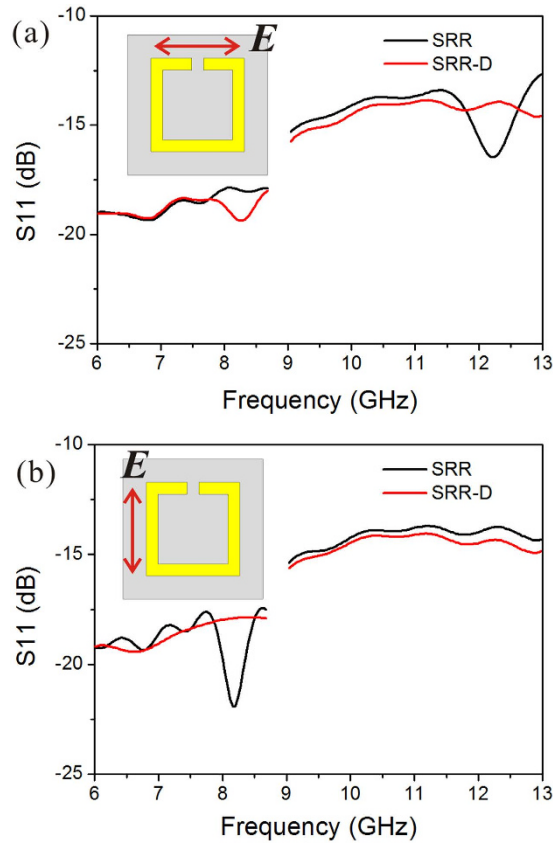 (a)
E
SRR
SRR-D
-10
-15
-20
-25
S11 (dB)
6 7 8 9 10 11 12 13
Frequency (GHz)
(b)
E
SRR
SRR-D
-10
-15
-20
-25
S11 (dB)
6 7 8 9 10 11 12 13
Frequency (GHz)